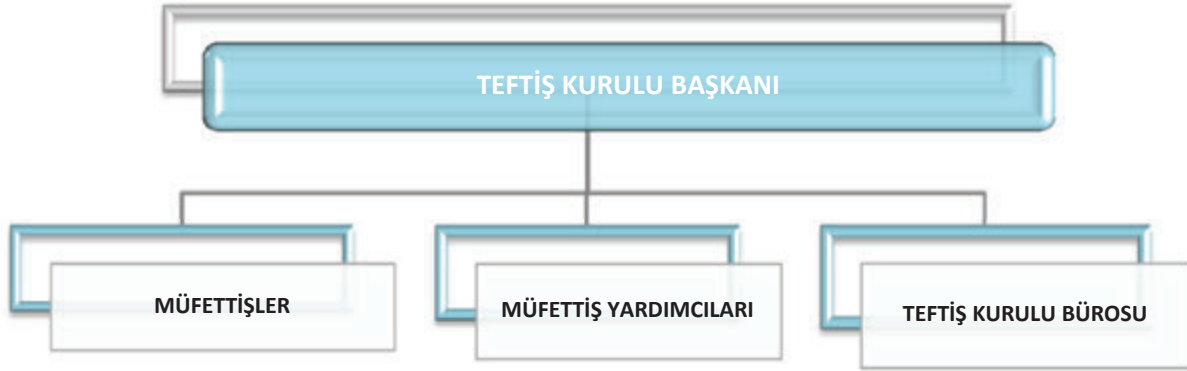 TEFTİŞ KURULU BAŞKANI
MÜFETTİŞLER
MÜFETTİŞ YARDIMCILARI
TEFTİŞ KURULU BÜROSU